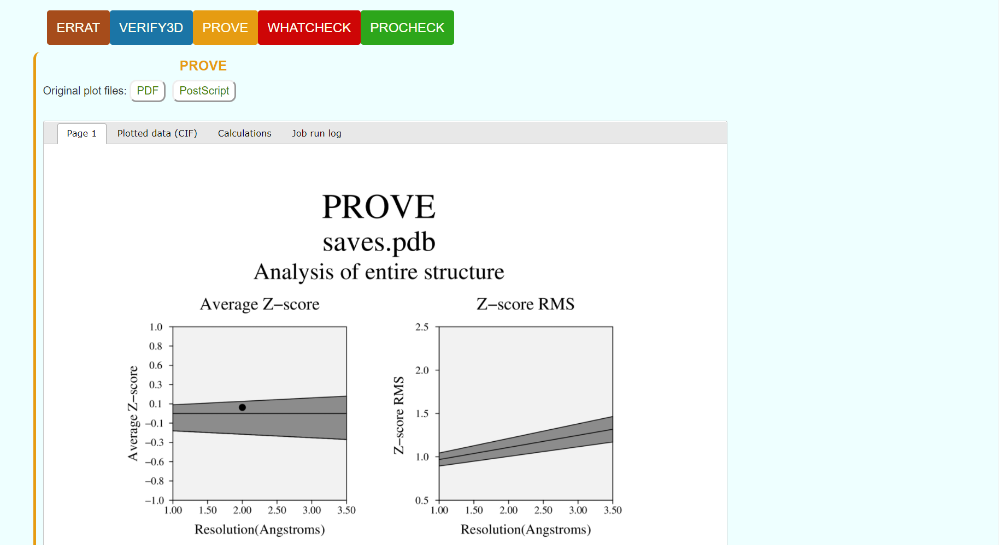 ERRAT VERIFY3D PROVE WHATCHECK PROCHECK
PROVE
Original plot files: PDF PostScript
Page 1 Plotted data (CIF) Calculations Job run log
PROVE
saves.pdb
Analysis of entire structure
Average Z−score
1.0
0.8
0.6
0.3
0.1
−0.1
−0.3
−0.6
−0.8
−1.0
Average Z−score
1.00 1.50 2.00 2.50 3.00 3.50
Resolution(Angstroms)
Z−score RMS
2.5
2.0
1.5
1.0
0.5
Z−score RMS
1.00 1.50 2.00 2.50 3.00 3.50
Resolution(Angstroms)